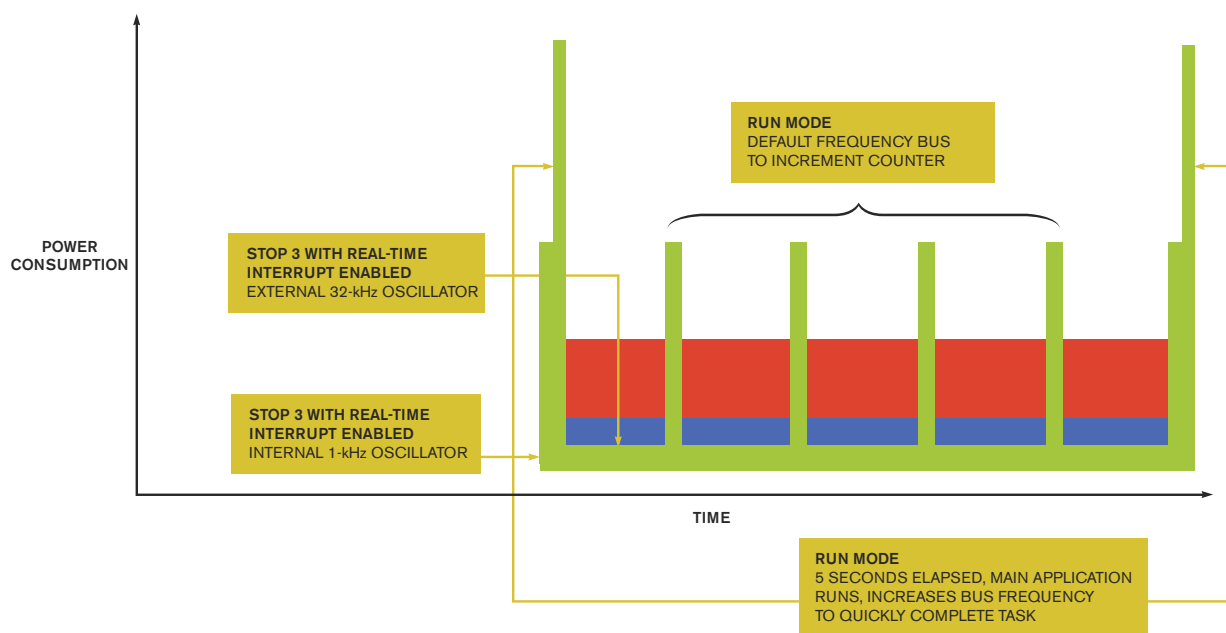 RUN MODE
DEFAULT FREQUENCY BUS
TO INCREMENT COUNTER
POWER
CONSUMPTION
STOP 3 WITH REAL-TIME
INTERRUPT ENABLED
EXTERNAL 32-kHz OSCILLATOR
STOP 3 WITH REAL-TIME
INTERRUPT ENABLED
INTERNAL 1-kHz OSCILLATOR
TIME
RUN MODE
5 SECONDS ELAPSED, MAIN APPLICATION
RUNS, INCREASES BUS FREQUENCY
TO QUICKLY COMPLETE TASK